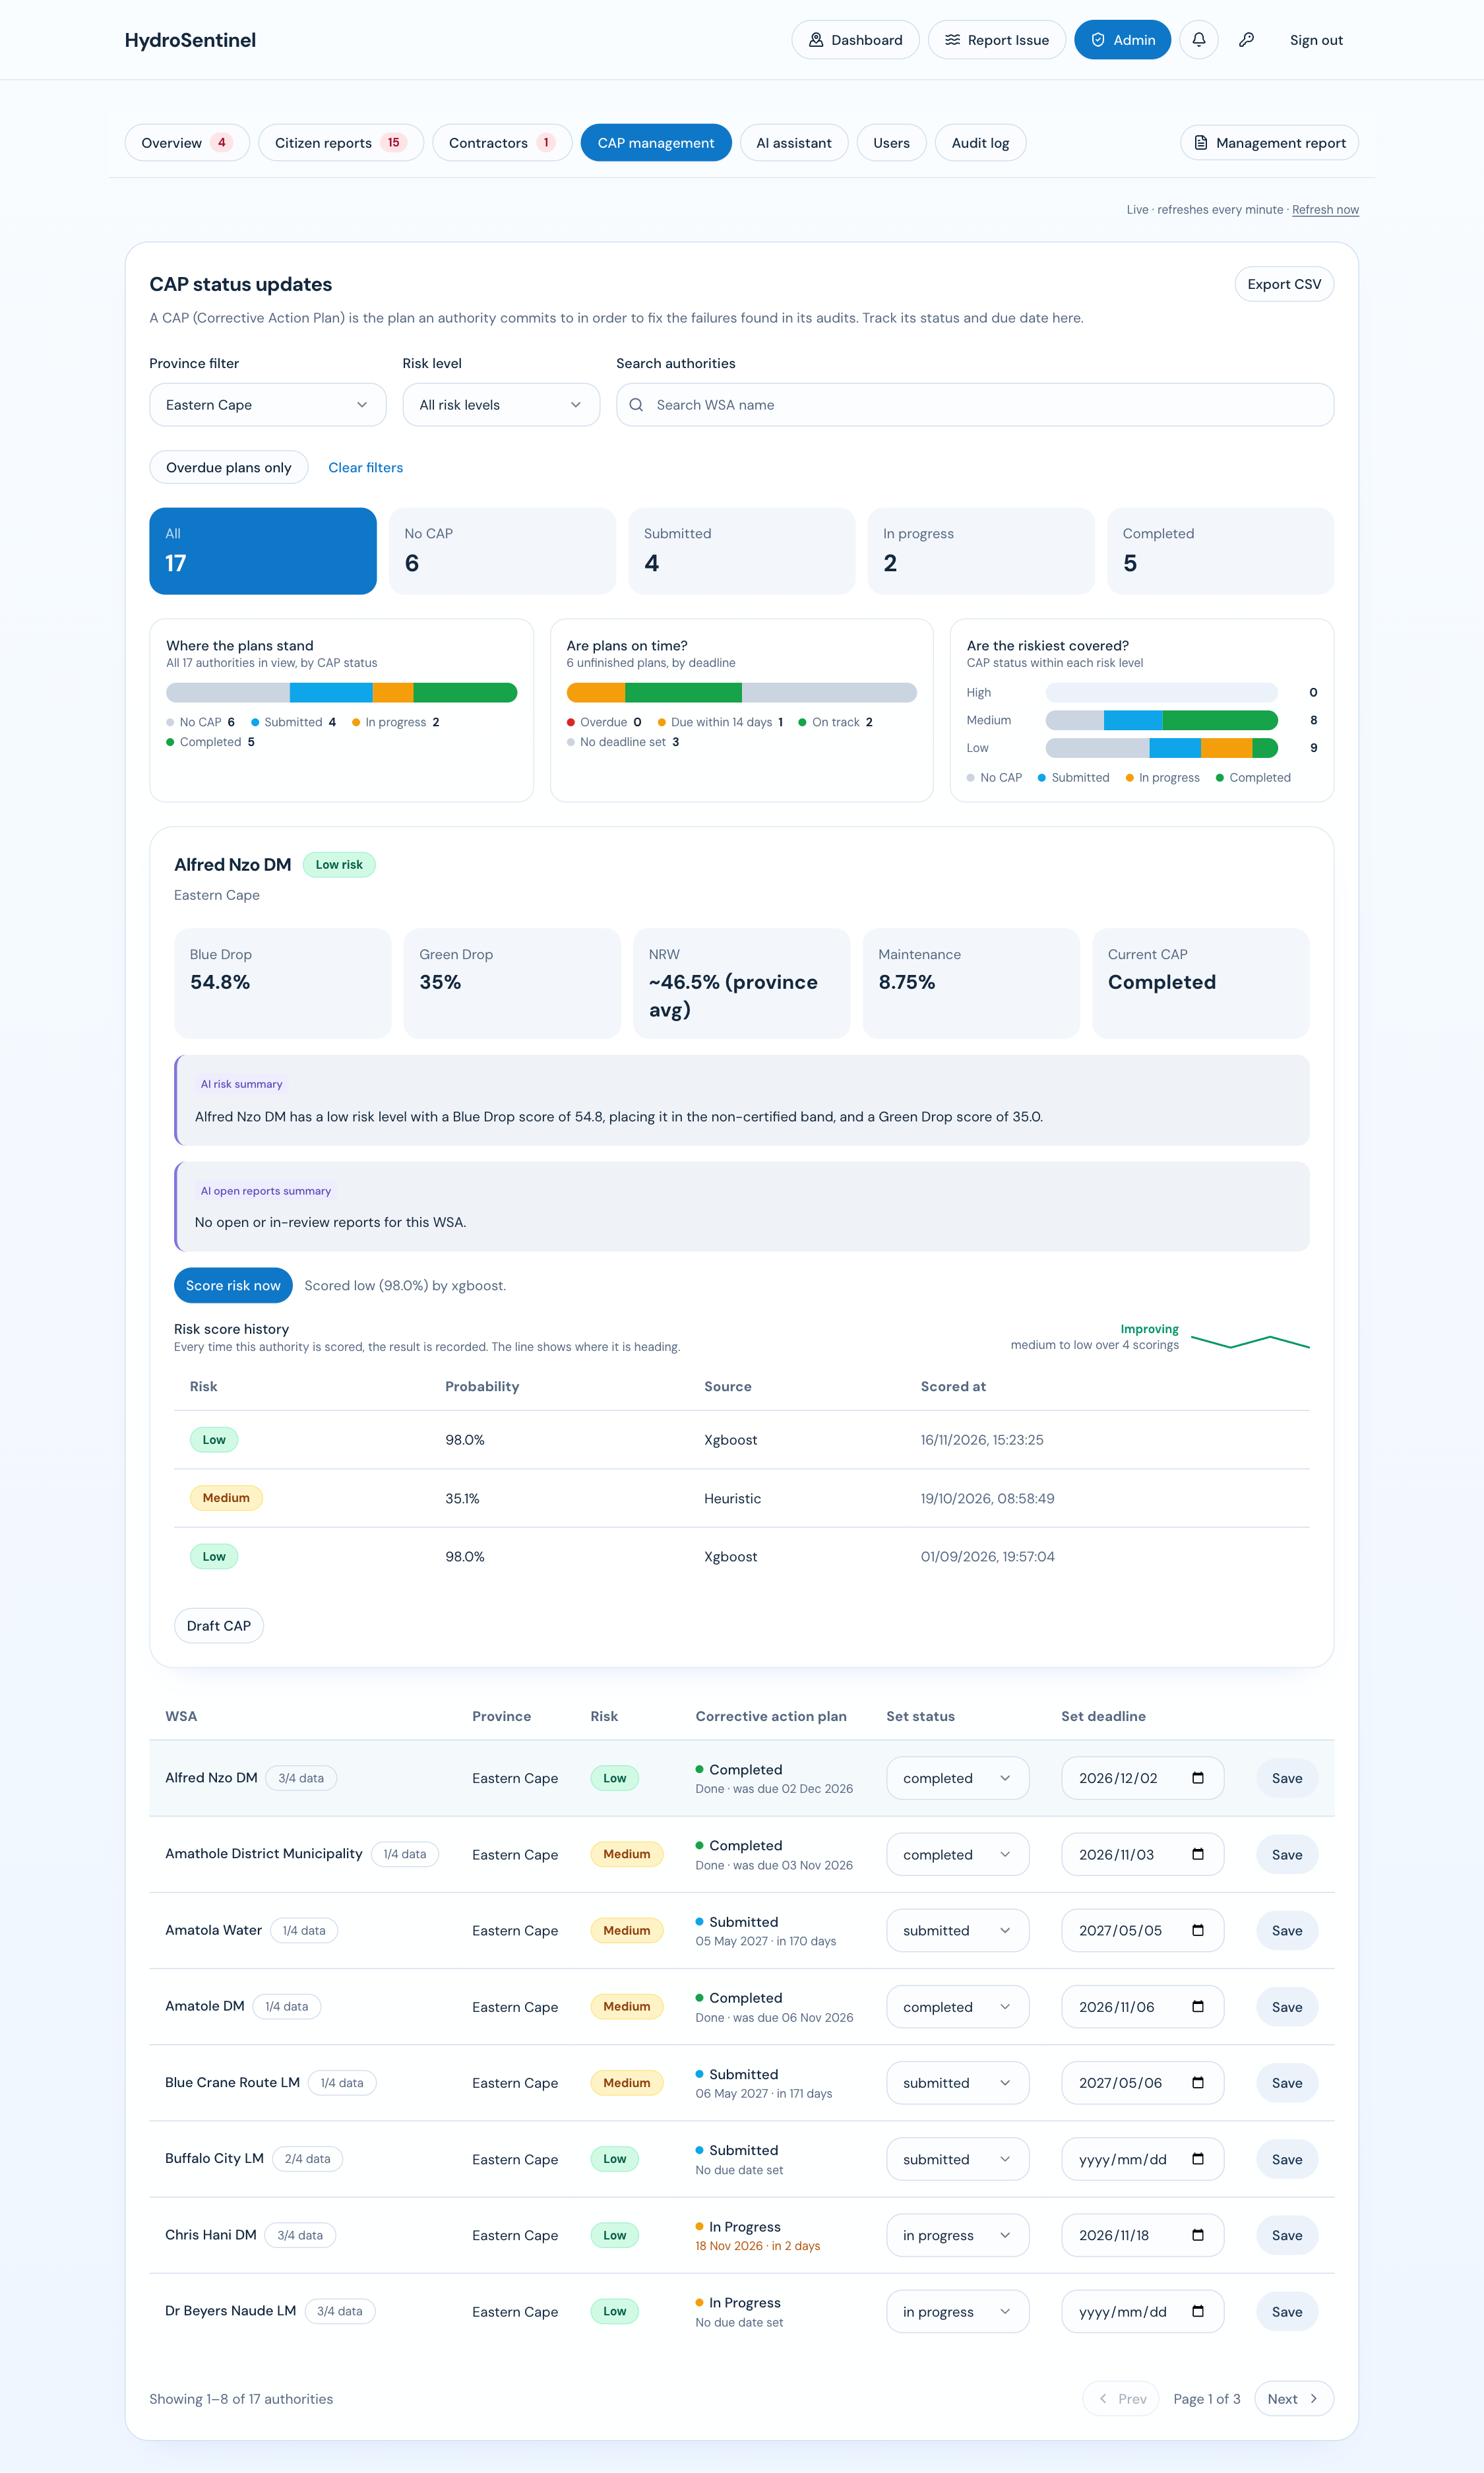 HydroSentinel
Dashboard
Report Issue
Admin
Sign out
Overview 4
Citizen reports 15
Contractors 1
CAP management
AI assistant
Users
Audit log
Management report
Live · refreshes every minute · Refresh now
CAP status updates
Export CSV
A CAP (Corrective Action Plan) is the plan an authority commits to in order to fix the failures found in its audits. Track its status and due date here.
Province filter
Risk level
Search authorities
Eastern Cape
All risk levels
Search WSA name
Overdue plans only
Clear filters
All
17
No CAP
6
Submitted
4
In progress
2
Completed
5
Where the plans stand
All 17 authorities in view, by CAP status
No CAP 6 Submitted 4 In progress 2
Completed 5
Are plans on time?
6 unfinished plans, by deadline
Overdue 0 Due within 14 days 1 On track 2
No deadline set 3
Are the riskiest covered?
CAP status within each risk level
High 0
Medium 8
Low 9
No CAP Submitted In progress Completed
Alfred Nzo DM Low risk
Eastern Cape
Blue Drop
54.8%
Green Drop
35%
NRW
~46.5% (province
avg)
Maintenance
8.75%
Current CAP
Completed
AI risk summary
Alfred Nzo DM has a low risk level with a Blue Drop score of 54.8, placing it in the non-certified band, and a Green Drop score of 35.0.
AI open reports summary
No open or in-review reports for this WSA.
Score risk now Scored low (98.0%) by xgboost.
Risk score history
Every time this authority is scored, the result is recorded. The line shows where it is heading.
Improving
medium to low over 4 scorings
Risk Probability Source Scored at
Low 98.0% Xgboost 16/11/2026, 15:23:25
Medium 35.1% Heuristic 19/10/2026, 08:58:49
Low 98.0% Xgboost 01/09/2026, 19:57:04
Draft CAP
WSA Province Risk Corrective action plan Set status Set deadline
Alfred Nzo DM 3/4 data Eastern Cape Low Completed completed 2026/12/02 Save
Done · was due 02 Dec 2026
Amathole District Municipality 1/4 data Eastern Cape Medium Completed completed 2026/11/03 Save
Done · was due 03 Nov 2026
Amatola Water 1/4 data Eastern Cape Medium Submitted submitted 2027/05/05 Save
05 May 2027 · in 170 days
Amatole DM 1/4 data Eastern Cape Medium Completed completed 2026/11/06 Save
Done · was due 06 Nov 2026
Blue Crane Route LM 1/4 data Eastern Cape Medium Submitted submitted 2027/05/06 Save
06 May 2027 · in 171 days
Buffalo City LM 2/4 data Eastern Cape Low Submitted submitted yyyy/mm/dd Save
No due date set
Chris Hani DM 3/4 data Eastern Cape Low In Progress in progress 2026/11/18 Save
18 Nov 2026 · in 2 days
Dr Beyers Naude LM 3/4 data Eastern Cape Low In Progress in progress yyyy/mm/dd Save
No due date set
Showing 1–8 of 17 authorities
Prev
Page 1 of 3
Next